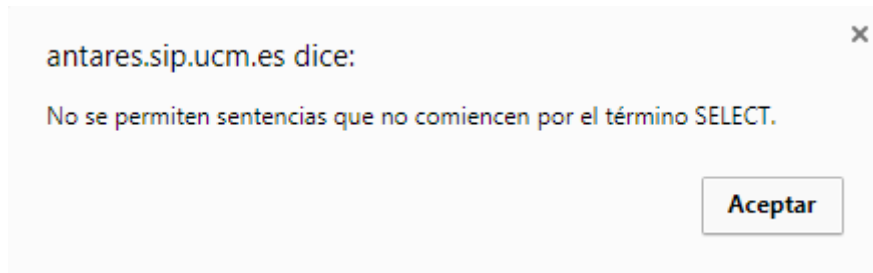 antares.sip.ucm.es dice:
No se permiten sentencias que no comiencen por el término SELECT.
Aceptar